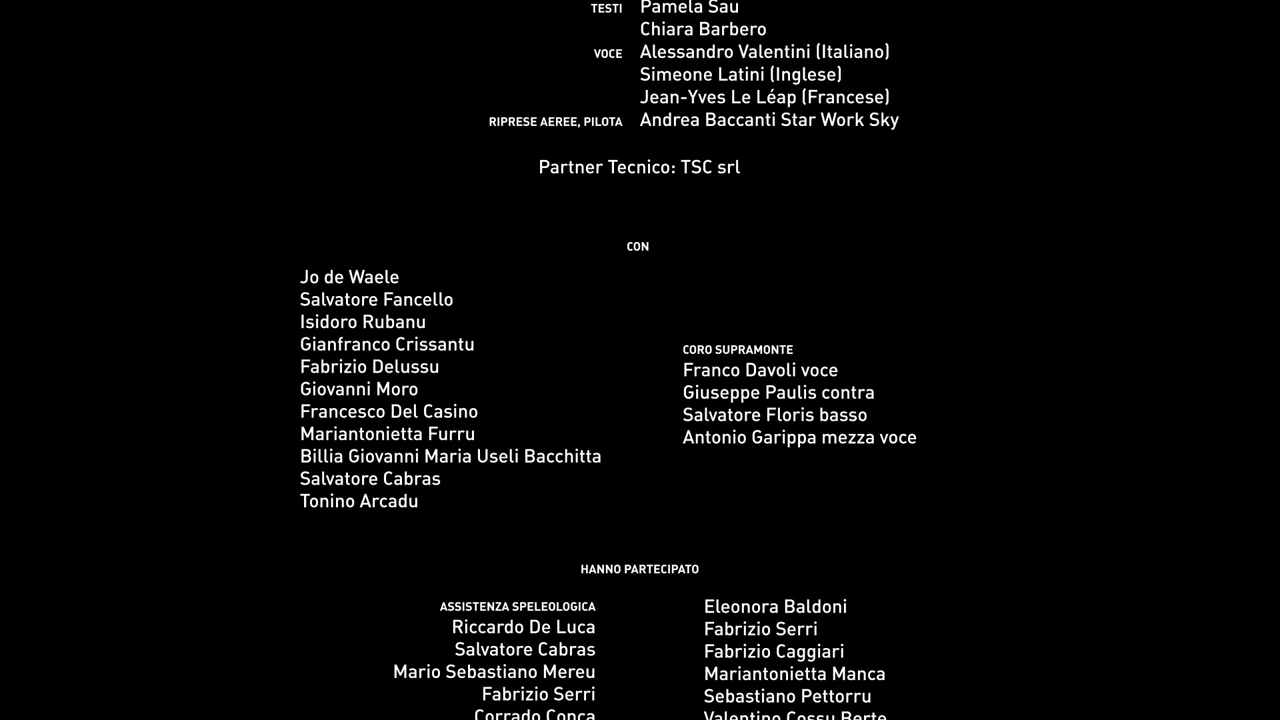 TESTI Pamela Sau
Chiara Barbero
VOCE Alessandro Valentini (Italiano)
Simeone Latini (Inglese)
Jean-Yves Le Léap (Francese)
RIPRESE AEREE, PILOTA Andrea Baccanti Star Work Sky
Partner Tecnico: TSC srl
CON
Jo de Waele
Salvatore Fancello
Isidoro Rubanu
Gianfranco Crissantu
Fabrizio Delussu
Giovanni Moro
Francesco Del Casino
Mariantonietta Furru
Billia Giovanni Maria Useli Bacchitta
Salvatore Cabras
Tonino Arcadu
CORO SUPRAMONTE
Franco Davoli voce
Giuseppe Paulis contra
Salvatore Floris basso
Antonio Garippa mezza voce
HANNO PARTECIPATO
ASSISTENZA SPELEOLOGICA
Riccardo De Luca
Salvatore Cabras
Mario Sebastiano Mereu
Fabrizio Serri
Corrado Conca
Eleonora Baldoni
Fabrizio Serri
Fabrizio Caggiari
Mariantonietta Manca
Sebastiano Pettorru
Valentino Cossu Berte